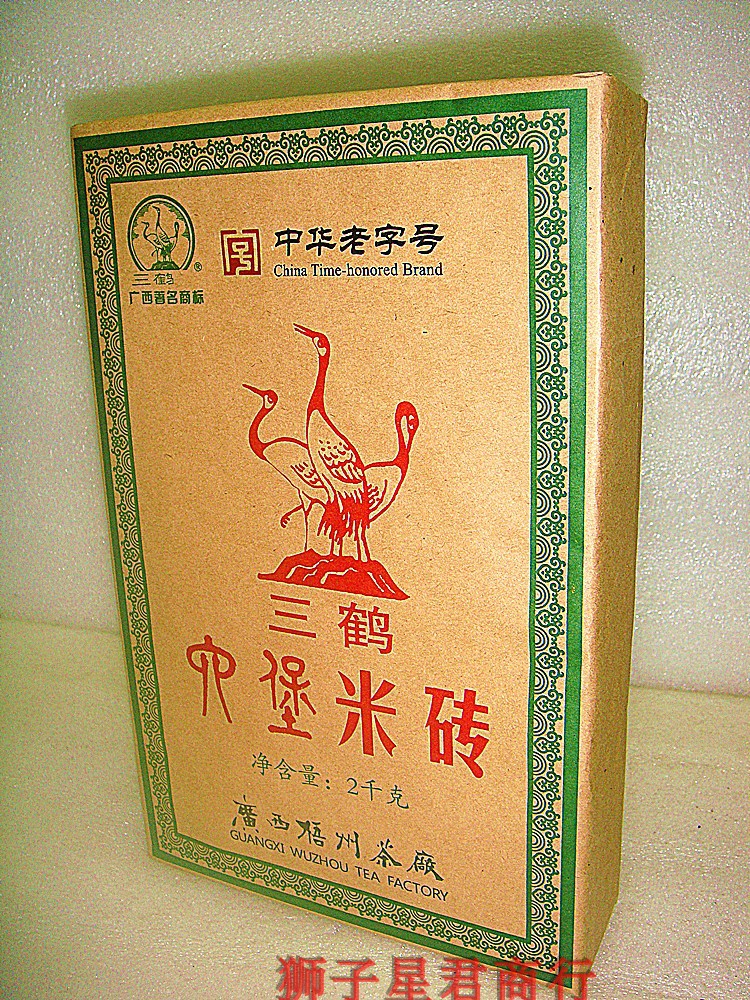 三鹤
®
广西著名商标
号
中华老字号
China Time-honored Brand
三鹤
六堡米砖
净含量：2千克
廣西梧州茶廠
GUANGXI WUZHOU TEA FACTORY
狮子星君商行